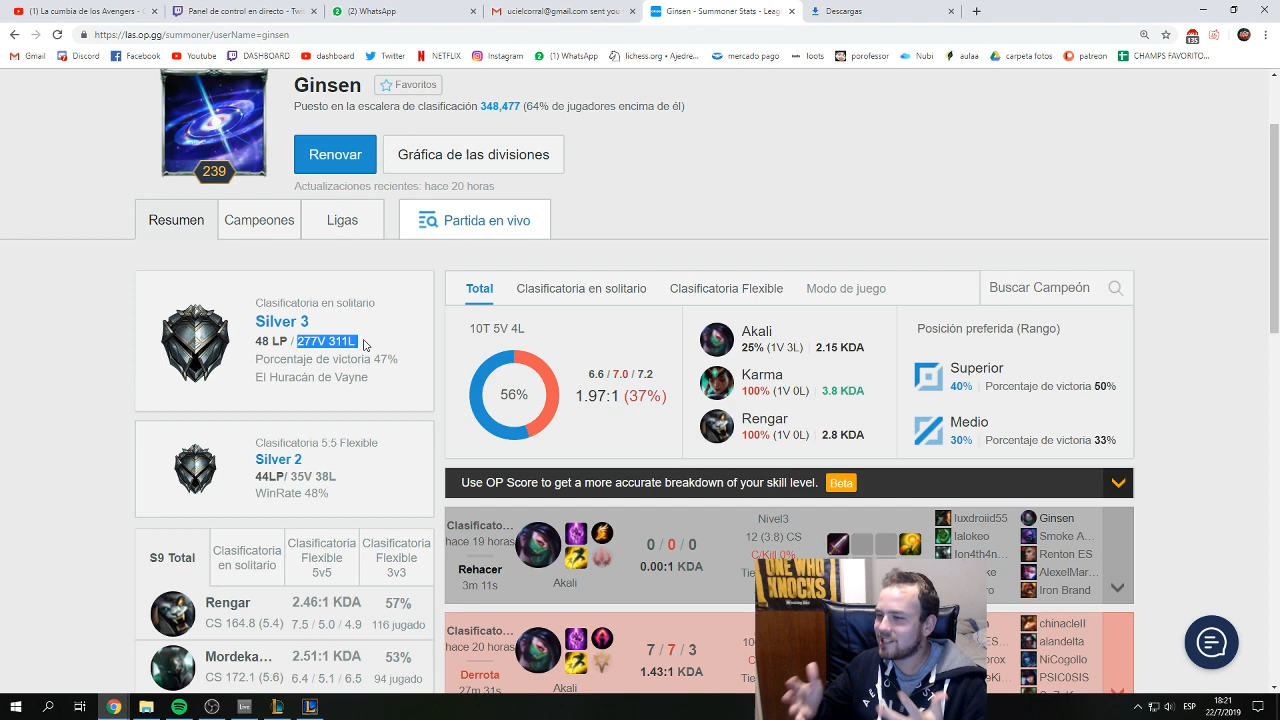 (1) La cumbia de los Avengers.
Panel de control en directo - Twi
(2) WhatsApp
ucielcorral@gmail.com sent you
Ginsen - Summoner Stats - Leag
Descargas
https://las.op.gg/summoner/userName=ginsen
135
Gmail
Discord
Facebook
Youtube
DASHBOARD
dashboard
Twitter
NETFLIX
Instagram
(1) WhatsApp
lichess.org • Ajedre...
mercado pago
loots
porofessor
Nubi
aulaa
carpeta fotos
patreon
CHAMPS FAVORITO...
Ginsen
Favoritos
Puesto en la escalera de clasificación 348,477 (64% de jugadores encima de él)
Renovar
Gráfica de las divisiones
239
Actualizaciones recientes: hace 20 horas
Resumen
Campeones
Ligas
Partida en vivo
Clasificatoria en solitario
Silver 3
48 LP / 277V 311L
Porcentaje de victoria 47%
El Huracán de Vayne
Clasificatoria 5:5 Flexible
Silver 2
44LP/ 35V 38L
WinRate 48%
S9 Total
Clasificatoria en solitario
Clasificatoria Flexible 5v5
Clasificatoria Flexible 3v3
Rengar
CS 164.8 (5.4)
2.46:1 KDA
7.5 / 5.0 / 4.9
57%
116 jugado
Mordeka...
CS 172.1 (5.6)
2.51:1 KDA
6.4 / 5.1 / 6.5
53%
94 jugado
Total
Clasificatoria en solitario
Clasificatoria Flexible
Modo de juego
Buscar Campeón
10T 5V 4L
56%
6.6 / 7.0 / 7.2
1.97:1 (37%)
Akali
25% (1V 3L) 2.15 KDA
Karma
100% (1V 0L) 3.8 KDA
Rengar
100% (1V 0L) 2.8 KDA
Posición preferida (Rango)
Superior
40% Porcentaje de victoria 50%
Medio
30% Porcentaje de victoria 33%
Use OP Score to get a more accurate breakdown of your skill level.
Beta
Clasificato...
hace 19 horas
Rehacer
3m 11s
Akali
0 / 0 / 0
0.00:1 KDA
Nivel3
12 (3.8) CS
C/Kill 0%
luxdroiid55
lalokeo
Ion4th4n...
Ginsen
Smoke A...
Renton ES
AlexelMar...
Iron Brand
ONE WHO
KNOCKS
Clasificato...
hace 20 horas
Derrota
27m 31s
Akali
7 / 7 / 3
1.43:1 KDA
chinacleII
alandelta
NiCogollo
PSIC0SIS
Live
ESP
18:21
22/7/2019